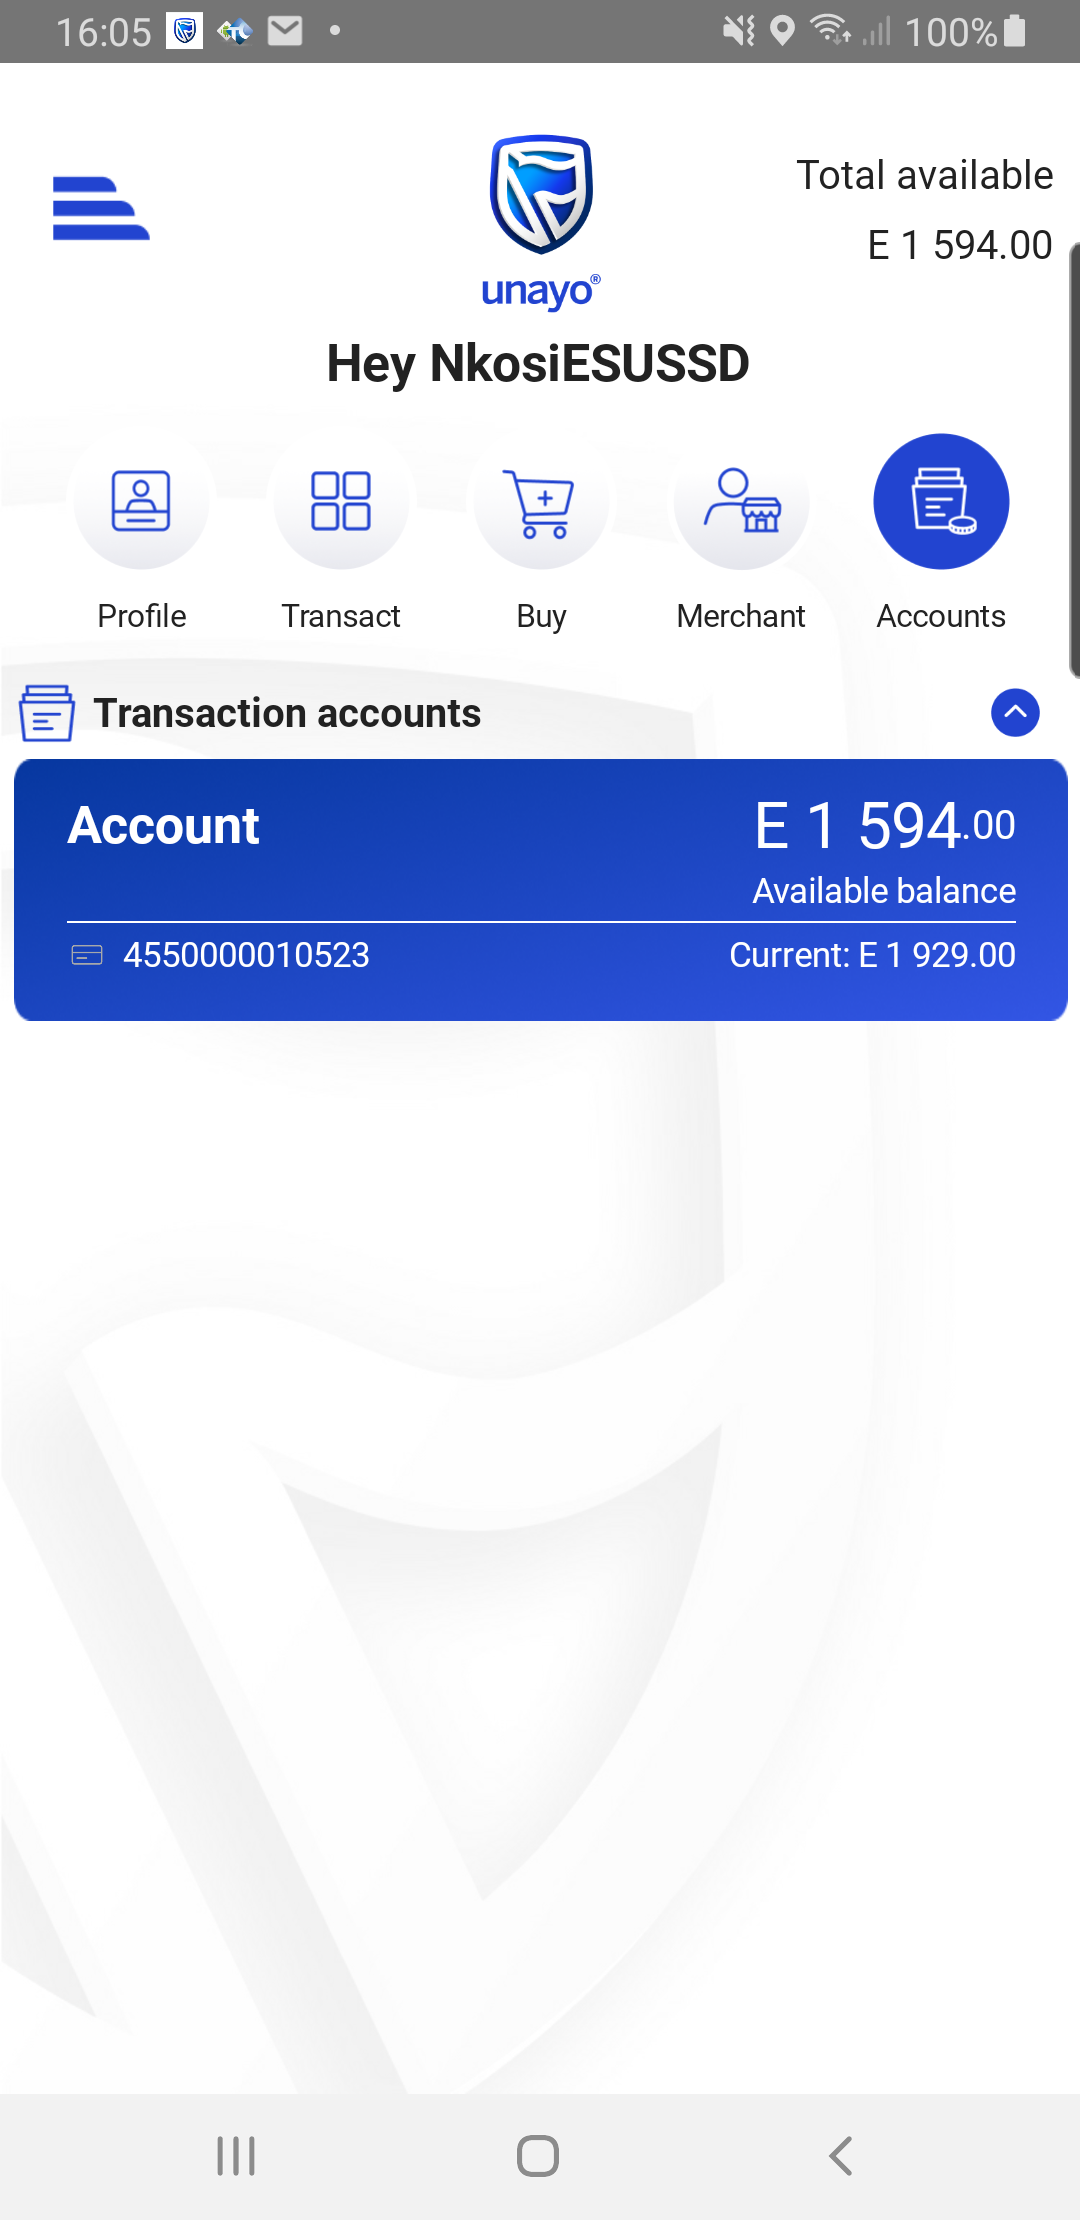 16:05
100%
Total available
E 1 594.00
unayo®
Hey NkosiESUSSD
Profile
Transact
Buy
Merchant
Accounts
Transaction accounts
Account
E 1 594.00
Available balance
4550000010523
Current: E 1 929.00